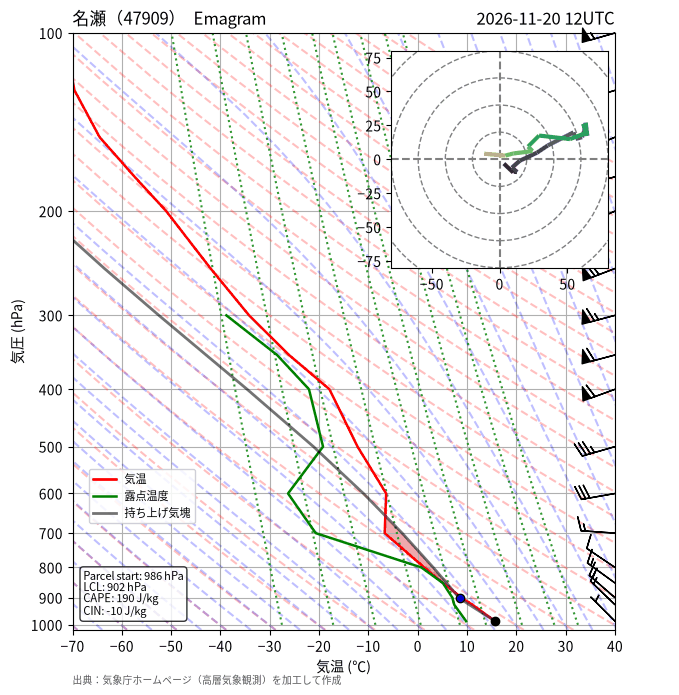 名瀬（47909） Emagram
2026-11-20 12UTC
気圧 (hPa)
100
200
300
400
500
600
700
800
900
1000
75
50
25
0
−25
−50
−75
−50
0
50
気温
露点温度
持ち上げ気塊
Parcel start: 986 hPa
LCL: 902 hPa
CAPE: 190 J/kg
CIN: -10 J/kg
−70
−60
−50
−40
−30
−20
−10
0
10
20
30
40
気温 (℃)
出典：気象庁ホームページ（高層気象観測）を加工して作成